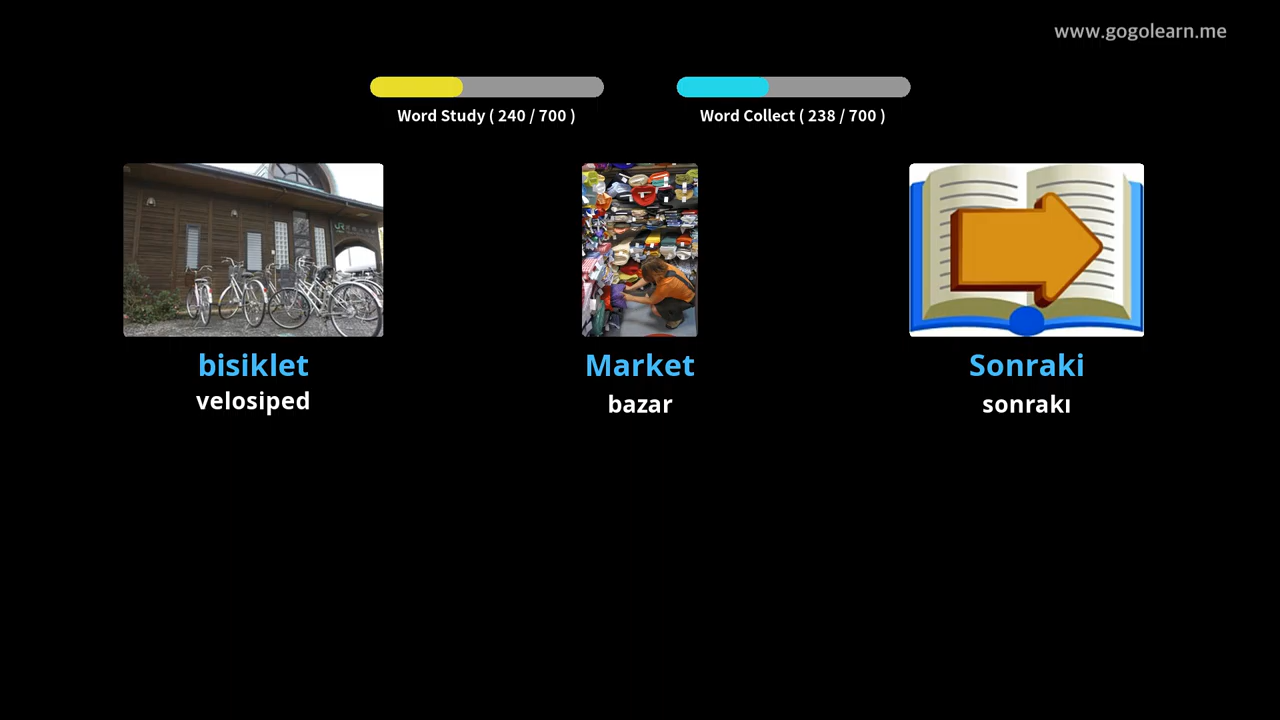 www.gogolearn.me
Word Study ( 240 / 700 )
Word Collect ( 238 / 700 )
bisiklet
velosiped
Market
bazar
Sonraki
sonrakı